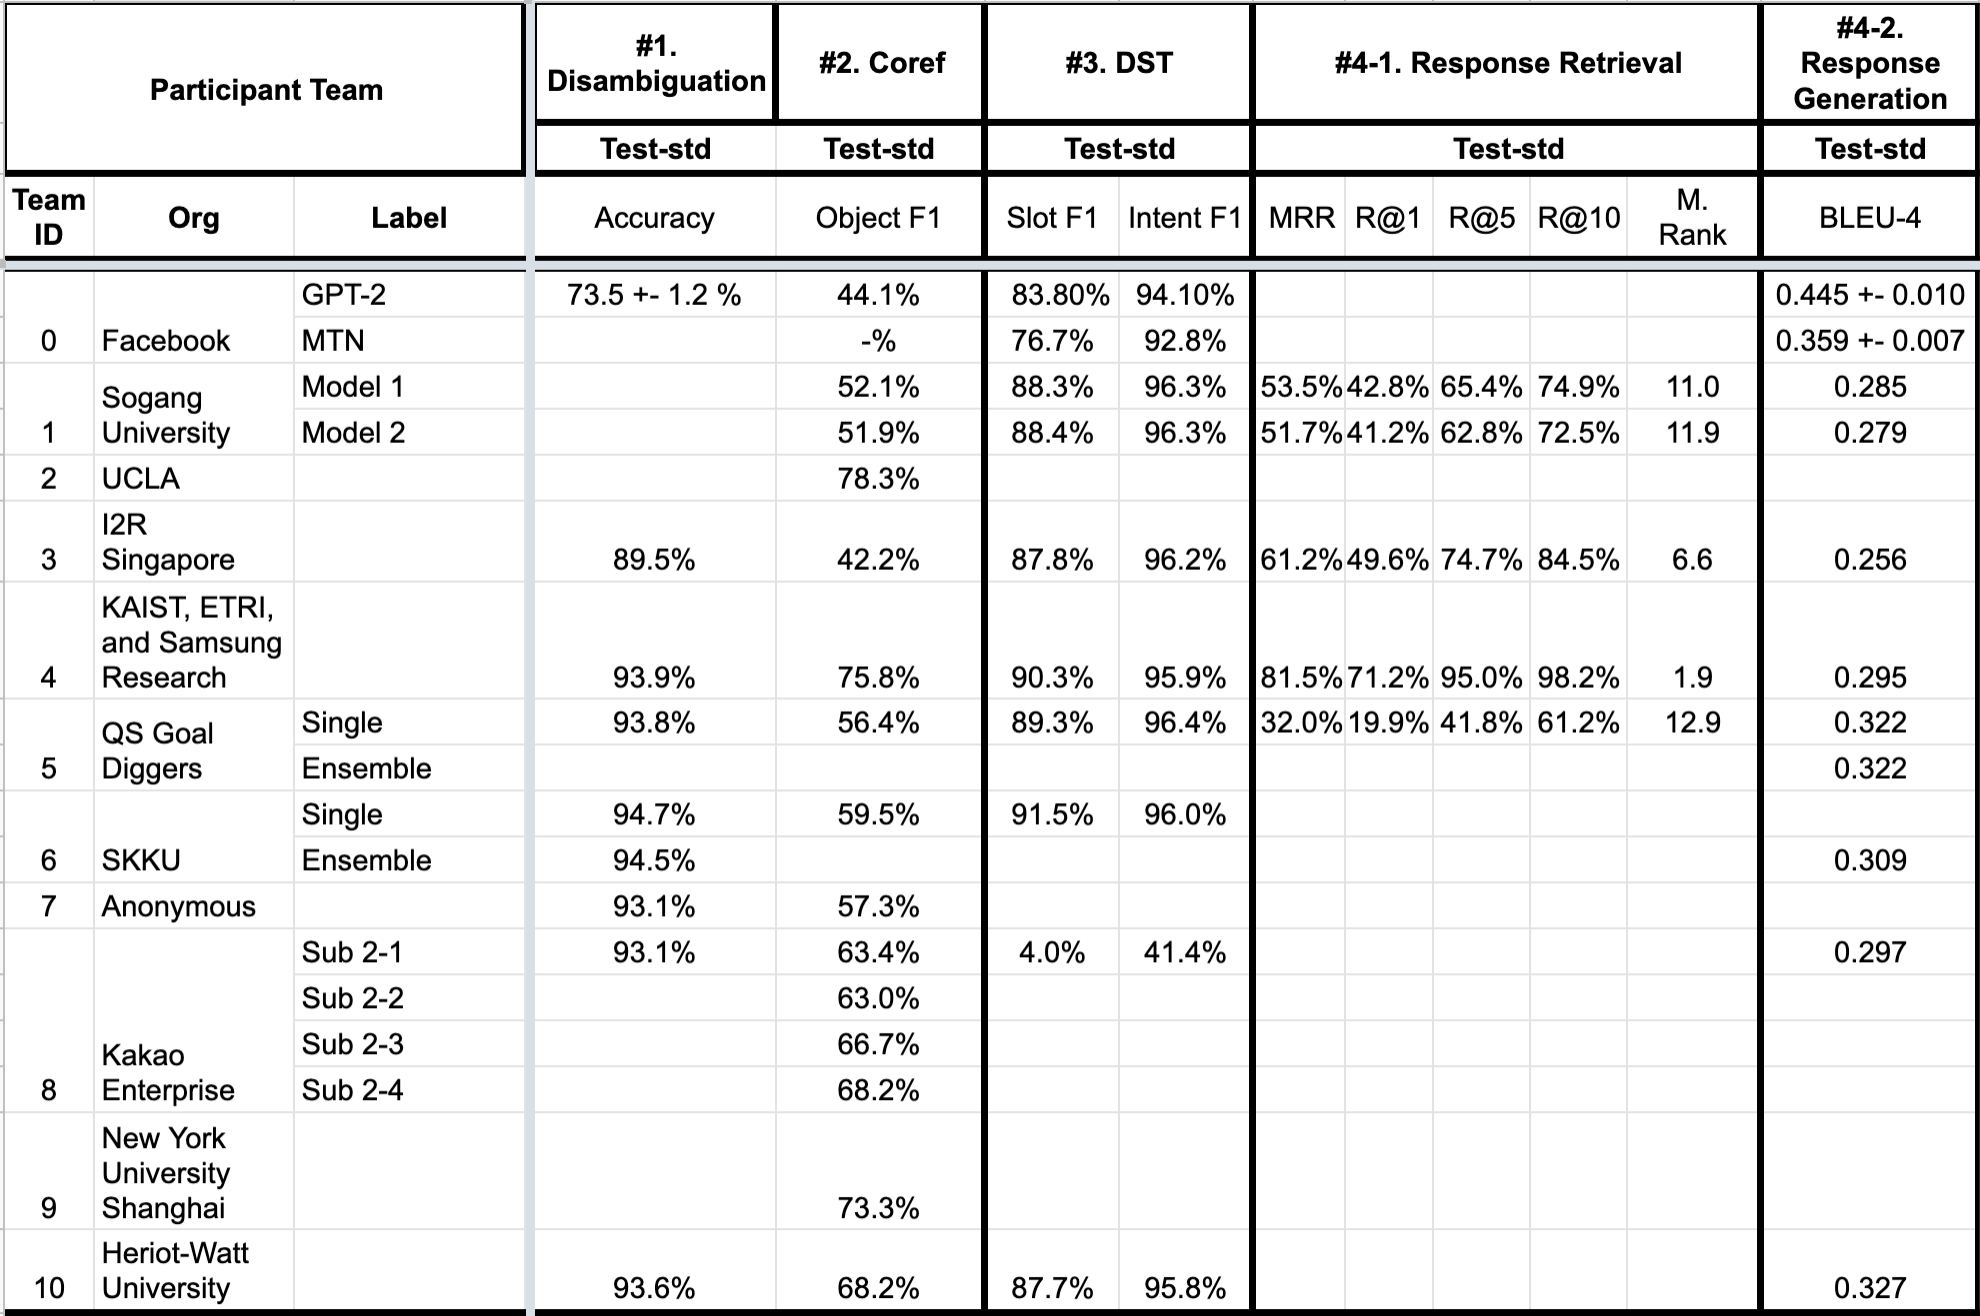 Participant Team
#1. Disambiguation
#2. Coref
#3. DST
#4-1. Response Retrieval
#4-2. Response Generation
Test-std Test-std Test-std Test-std Test-std
Team ID Org Label Accuracy Object F1 Slot F1 Intent F1 MRR R@1 R@5 R@10 M. Rank BLEU-4
0 Facebook GPT-2 73.5 +- 1.2 % 44.1% 83.80% 94.10% 0.445 +- 0.010
MTN -% 76.7% 92.8% 0.359 +- 0.007
1 Sogang University Model 1 52.1% 88.3% 96.3% 53.5% 42.8% 65.4% 74.9% 11.0 0.285
Model 2 51.9% 88.4% 96.3% 51.7% 41.2% 62.8% 72.5% 11.9 0.279
2 UCLA 78.3%
3 I2R Singapore 89.5% 42.2% 87.8% 96.2% 61.2% 49.6% 74.7% 84.5% 6.6 0.256
4 KAIST, ETRI, and Samsung Research 93.9% 75.8% 90.3% 95.9% 81.5% 71.2% 95.0% 98.2% 1.9 0.295
5 QS Goal Diggers Single 93.8% 56.4% 89.3% 96.4% 32.0% 19.9% 41.8% 61.2% 12.9 0.322
Ensemble 0.322
6 SKKU Single 94.7% 59.5% 91.5% 96.0%
Ensemble 94.5% 0.309
7 Anonymous 93.1% 57.3%
8 Kakao Enterprise Sub 2-1 93.1% 63.4% 4.0% 41.4% 0.297
Sub 2-2 63.0%
Sub 2-3 66.7%
Sub 2-4 68.2%
9 New York University Shanghai 73.3%
10 Heriot-Watt University 93.6% 68.2% 87.7% 95.8% 0.327